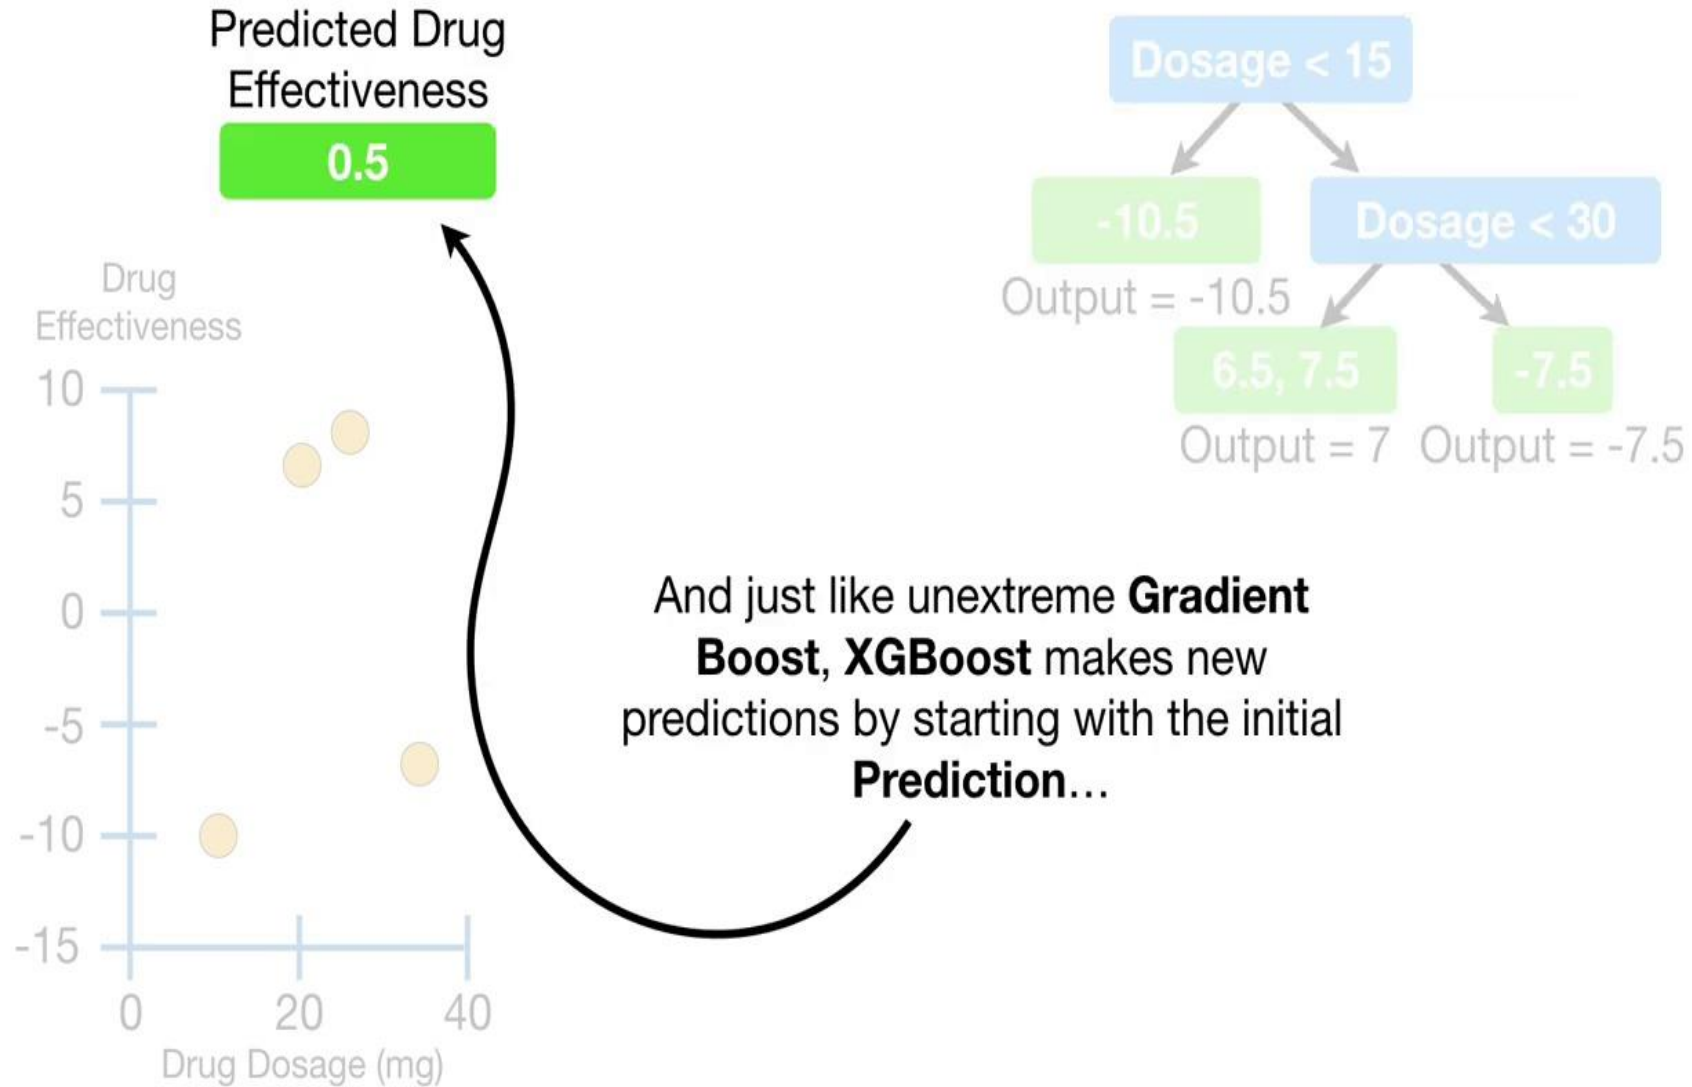 Predicted Drug
Effectiveness
0.5
Dosage < 15
-10.5
Output = -10.5
Dosage < 30
6.5, 7.5
Output = 7
-7.5
Output = -7.5
Drug
Effectiveness
10
5
0
-5
-10
-15
0
20
40
Drug Dosage (mg)
And just like unextreme Gradient
Boost, XGBoost makes new
predictions by starting with the initial
Prediction…